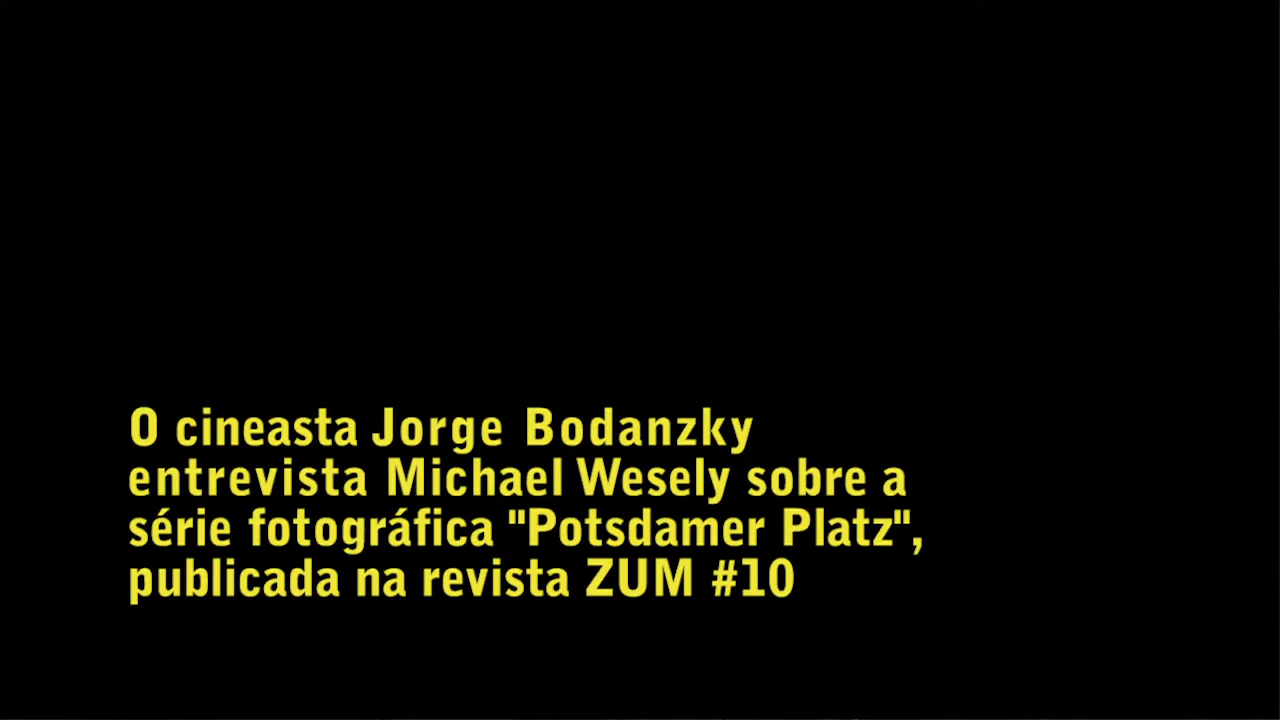 O cineasta Jorge Bodanzky
entrevista Michael Wesely sobre a
série fotográfica "Potsdamer Platz",
publicada na revista ZUM #10